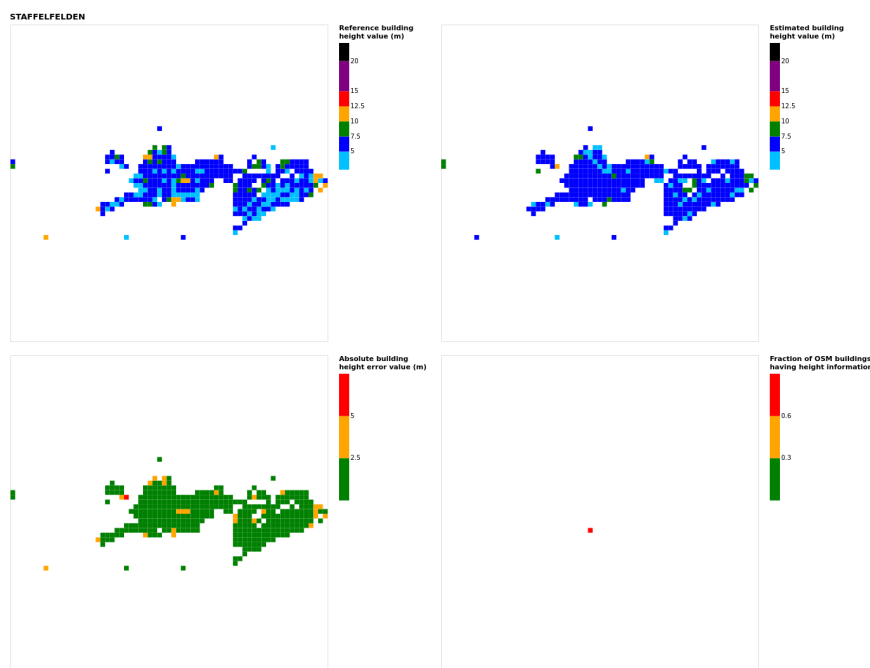 STAFFELFELDEN
Reference building
height value (m)
20
15
12.5
10
7.5
5
Estimated building
height value (m)
20
15
12.5
10
7.5
5
Absolute building
height error value (m)
5
2.5
Fraction of OSM buildings
having height information
0.6
0.3